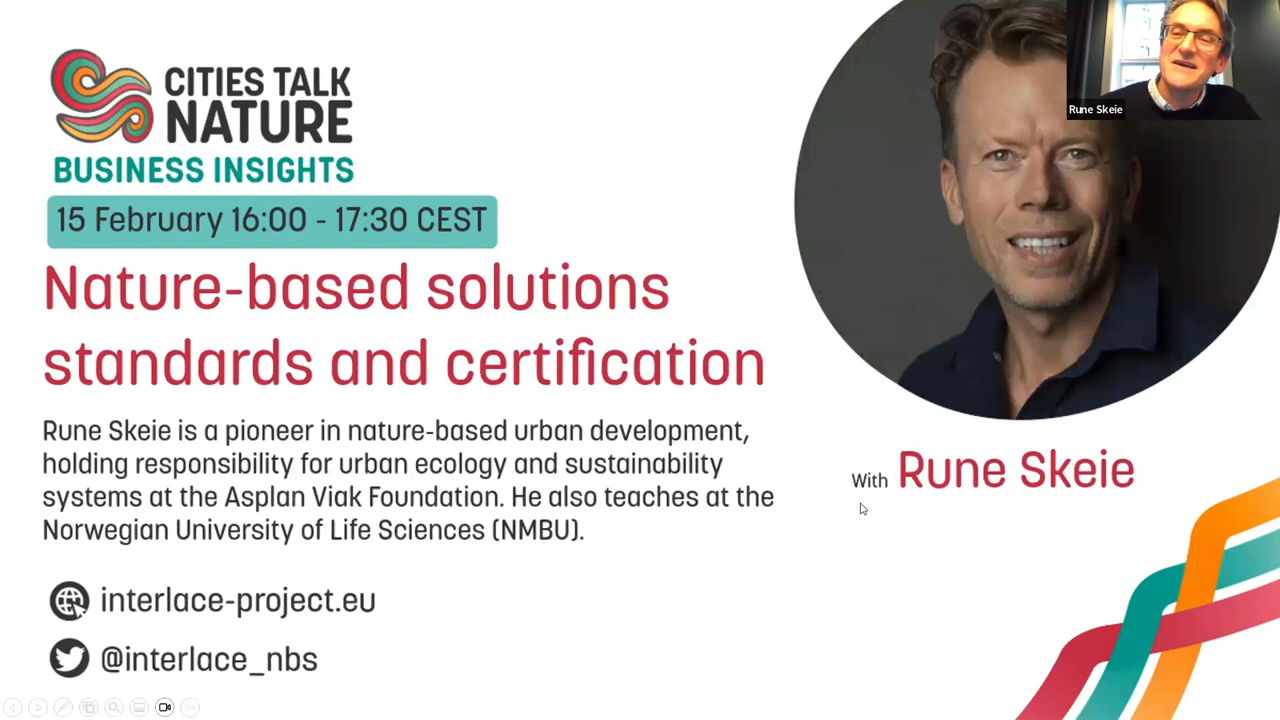 CITIES TALK
NATURE
BUSINESS INSIGHTS
15 February 16:00 - 17:30 CEST
Nature-based solutions
standards and certification
Rune Skeie is a pioneer in nature-based urban development,
holding responsibility for urban ecology and sustainability
systems at the Asplan Viak Foundation. He also teaches at the
Norwegian University of Life Sciences (NMBU).
interlace-project.eu
@interlace_nbs
Rune Skeie
With Rune Skeie